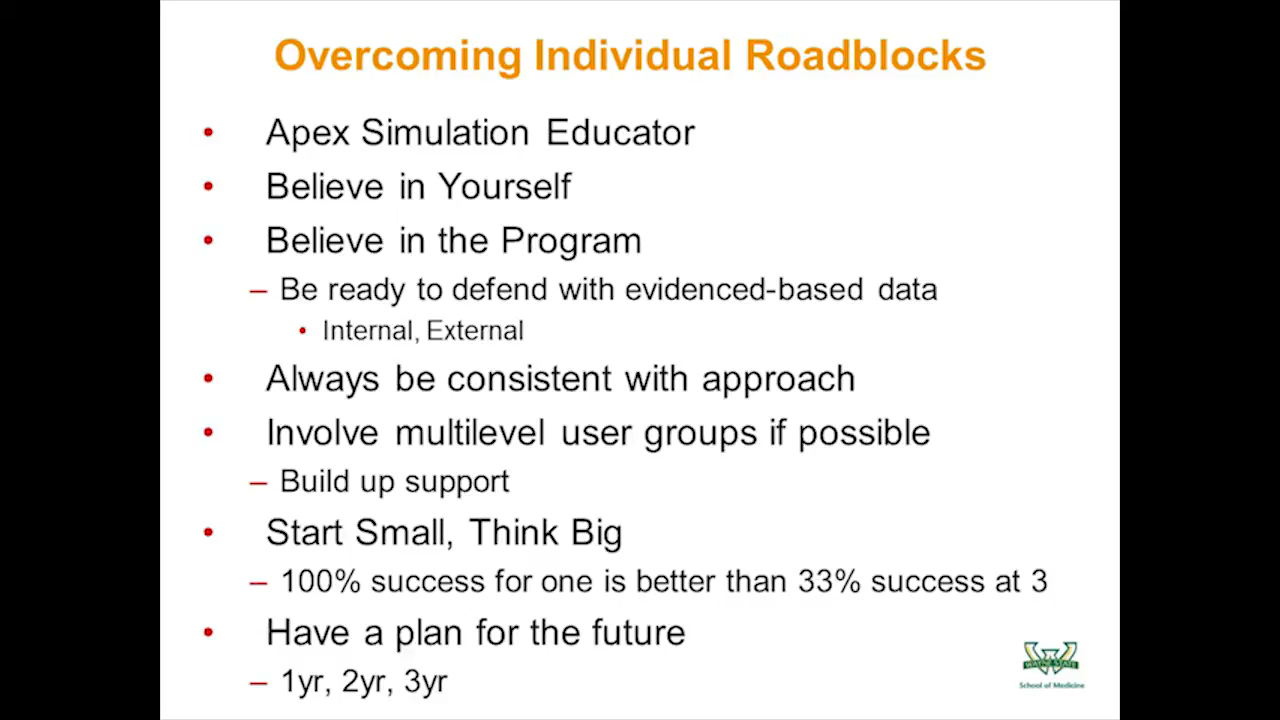 Overcoming Individual Roadblocks
• Apex Simulation Educator
• Believe in Yourself
• Believe in the Program
– Be ready to defend with evidenced-based data
• Internal, External
• Always be consistent with approach
• Involve multilevel user groups if possible
– Build up support
• Start Small, Think Big
– 100% success for one is better than 33% success at 3
• Have a plan for the future
– 1yr, 2yr, 3yr
WAYNE STATE
School of Medicine